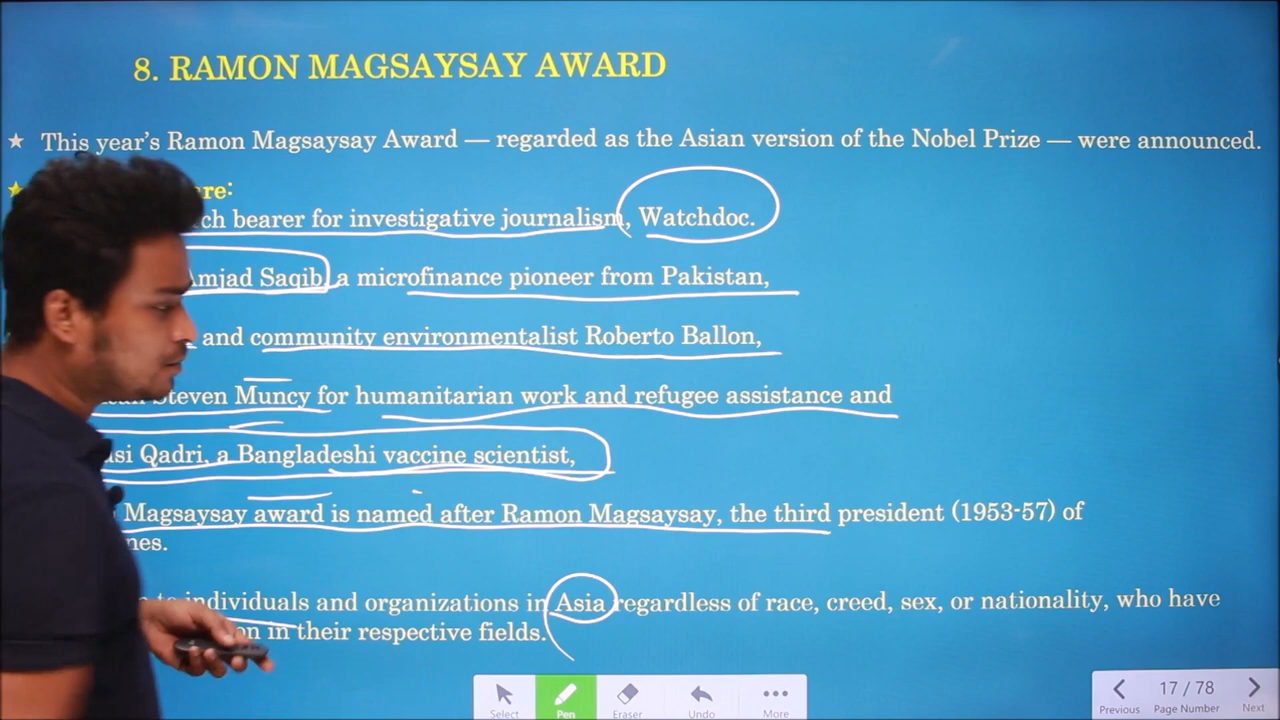 8. RAMON MAGSAYSAY AWARD
★ This year's Ramon Magsaysay Award — regarded as the Asian version of the Nobel Prize — were announced.
bearer for investigative journalism, Watchdoc.
Amjad Saqib, a microfinance pioneer from Pakistan,
and community environmentalist Roberto Ballon,
Steven Muncy for humanitarian work and refugee assistance and
Qadri, a Bangladeshi vaccine scientist,
Magsaysay award is named after Ramon Magsaysay, the third president (1953-57) of
to individuals and organizations in Asia regardless of race, creed, sex, or nationality, who have
in their respective fields.
Select Pen Eraser Undo More
17 / 78
Previous Page Number Next